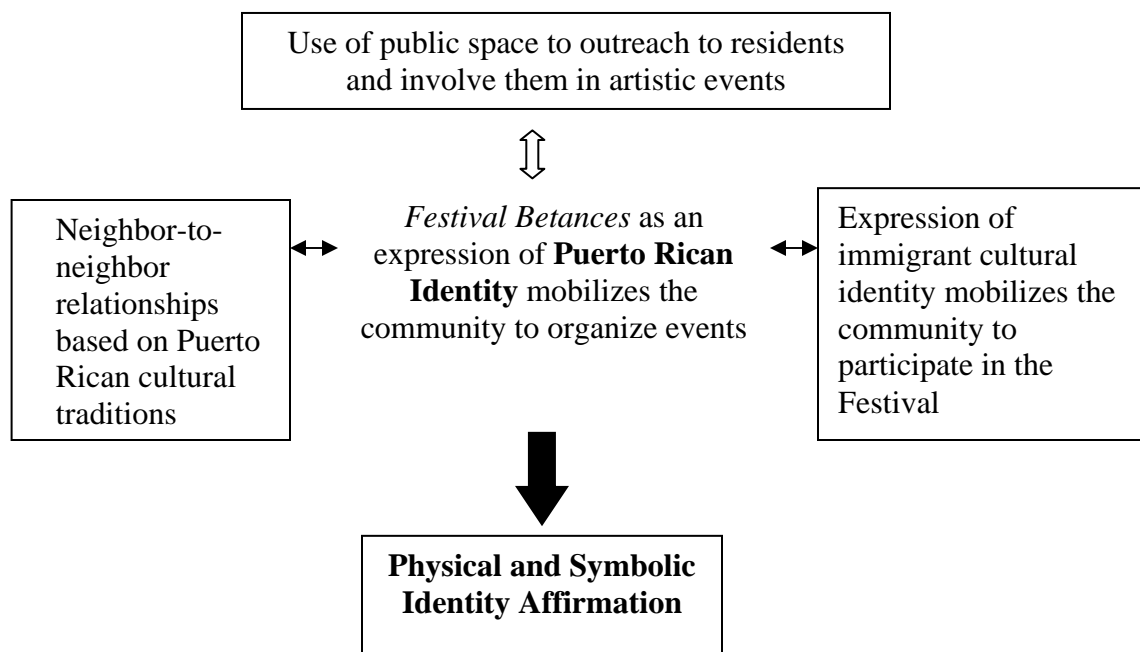 Use of public space to outreach to residents
and involve them in artistic events
Neighbor-to-
neighbor
relationships
based on Puerto
Rican cultural
traditions
Festival Betances as an
expression of Puerto Rican
Identity mobilizes the
community to organize events
Expression of
immigrant cultural
identity mobilizes the
community to
participate in the
Festival
Physical and Symbolic
Identity Affirmation